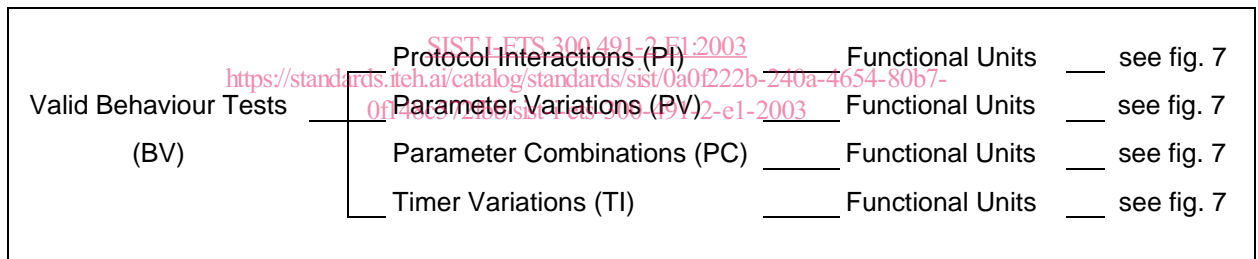 SIST I-ETS 300 491-2 E1:2003
Protocol Interactions (PI) Functional Units see fig. 7
https://standards.iteh.ai/catalog/standards/sist/0a0f222b-240a-4654-80b7-
Valid Behaviour Tests Parameter Variations (PV) Functional Units see fig. 7
(BV) Parameter Combinations (PC) Functional Units see fig. 7
Timer Variations (TI) Functional Units see fig. 7